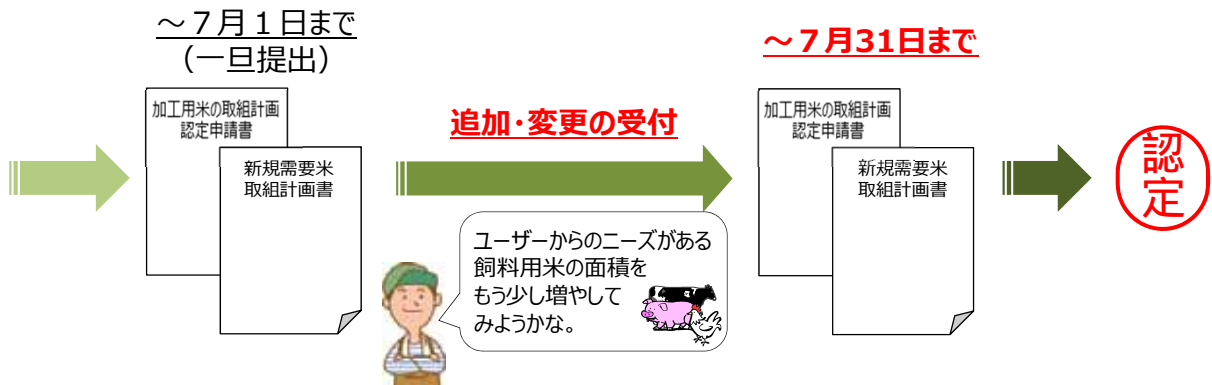 ～７月１日まで
（一旦提出）
加工用米の取組計画
認定申請書
新規需要米
取組計画書
追加・変更の受付
ユーザーからのニーズがある
飼料用米の面積を
もう少し増やして
みようかな。
～７月31日まで
加工用米の取組計画
認定申請書
新規需要米
取組計画書
認定